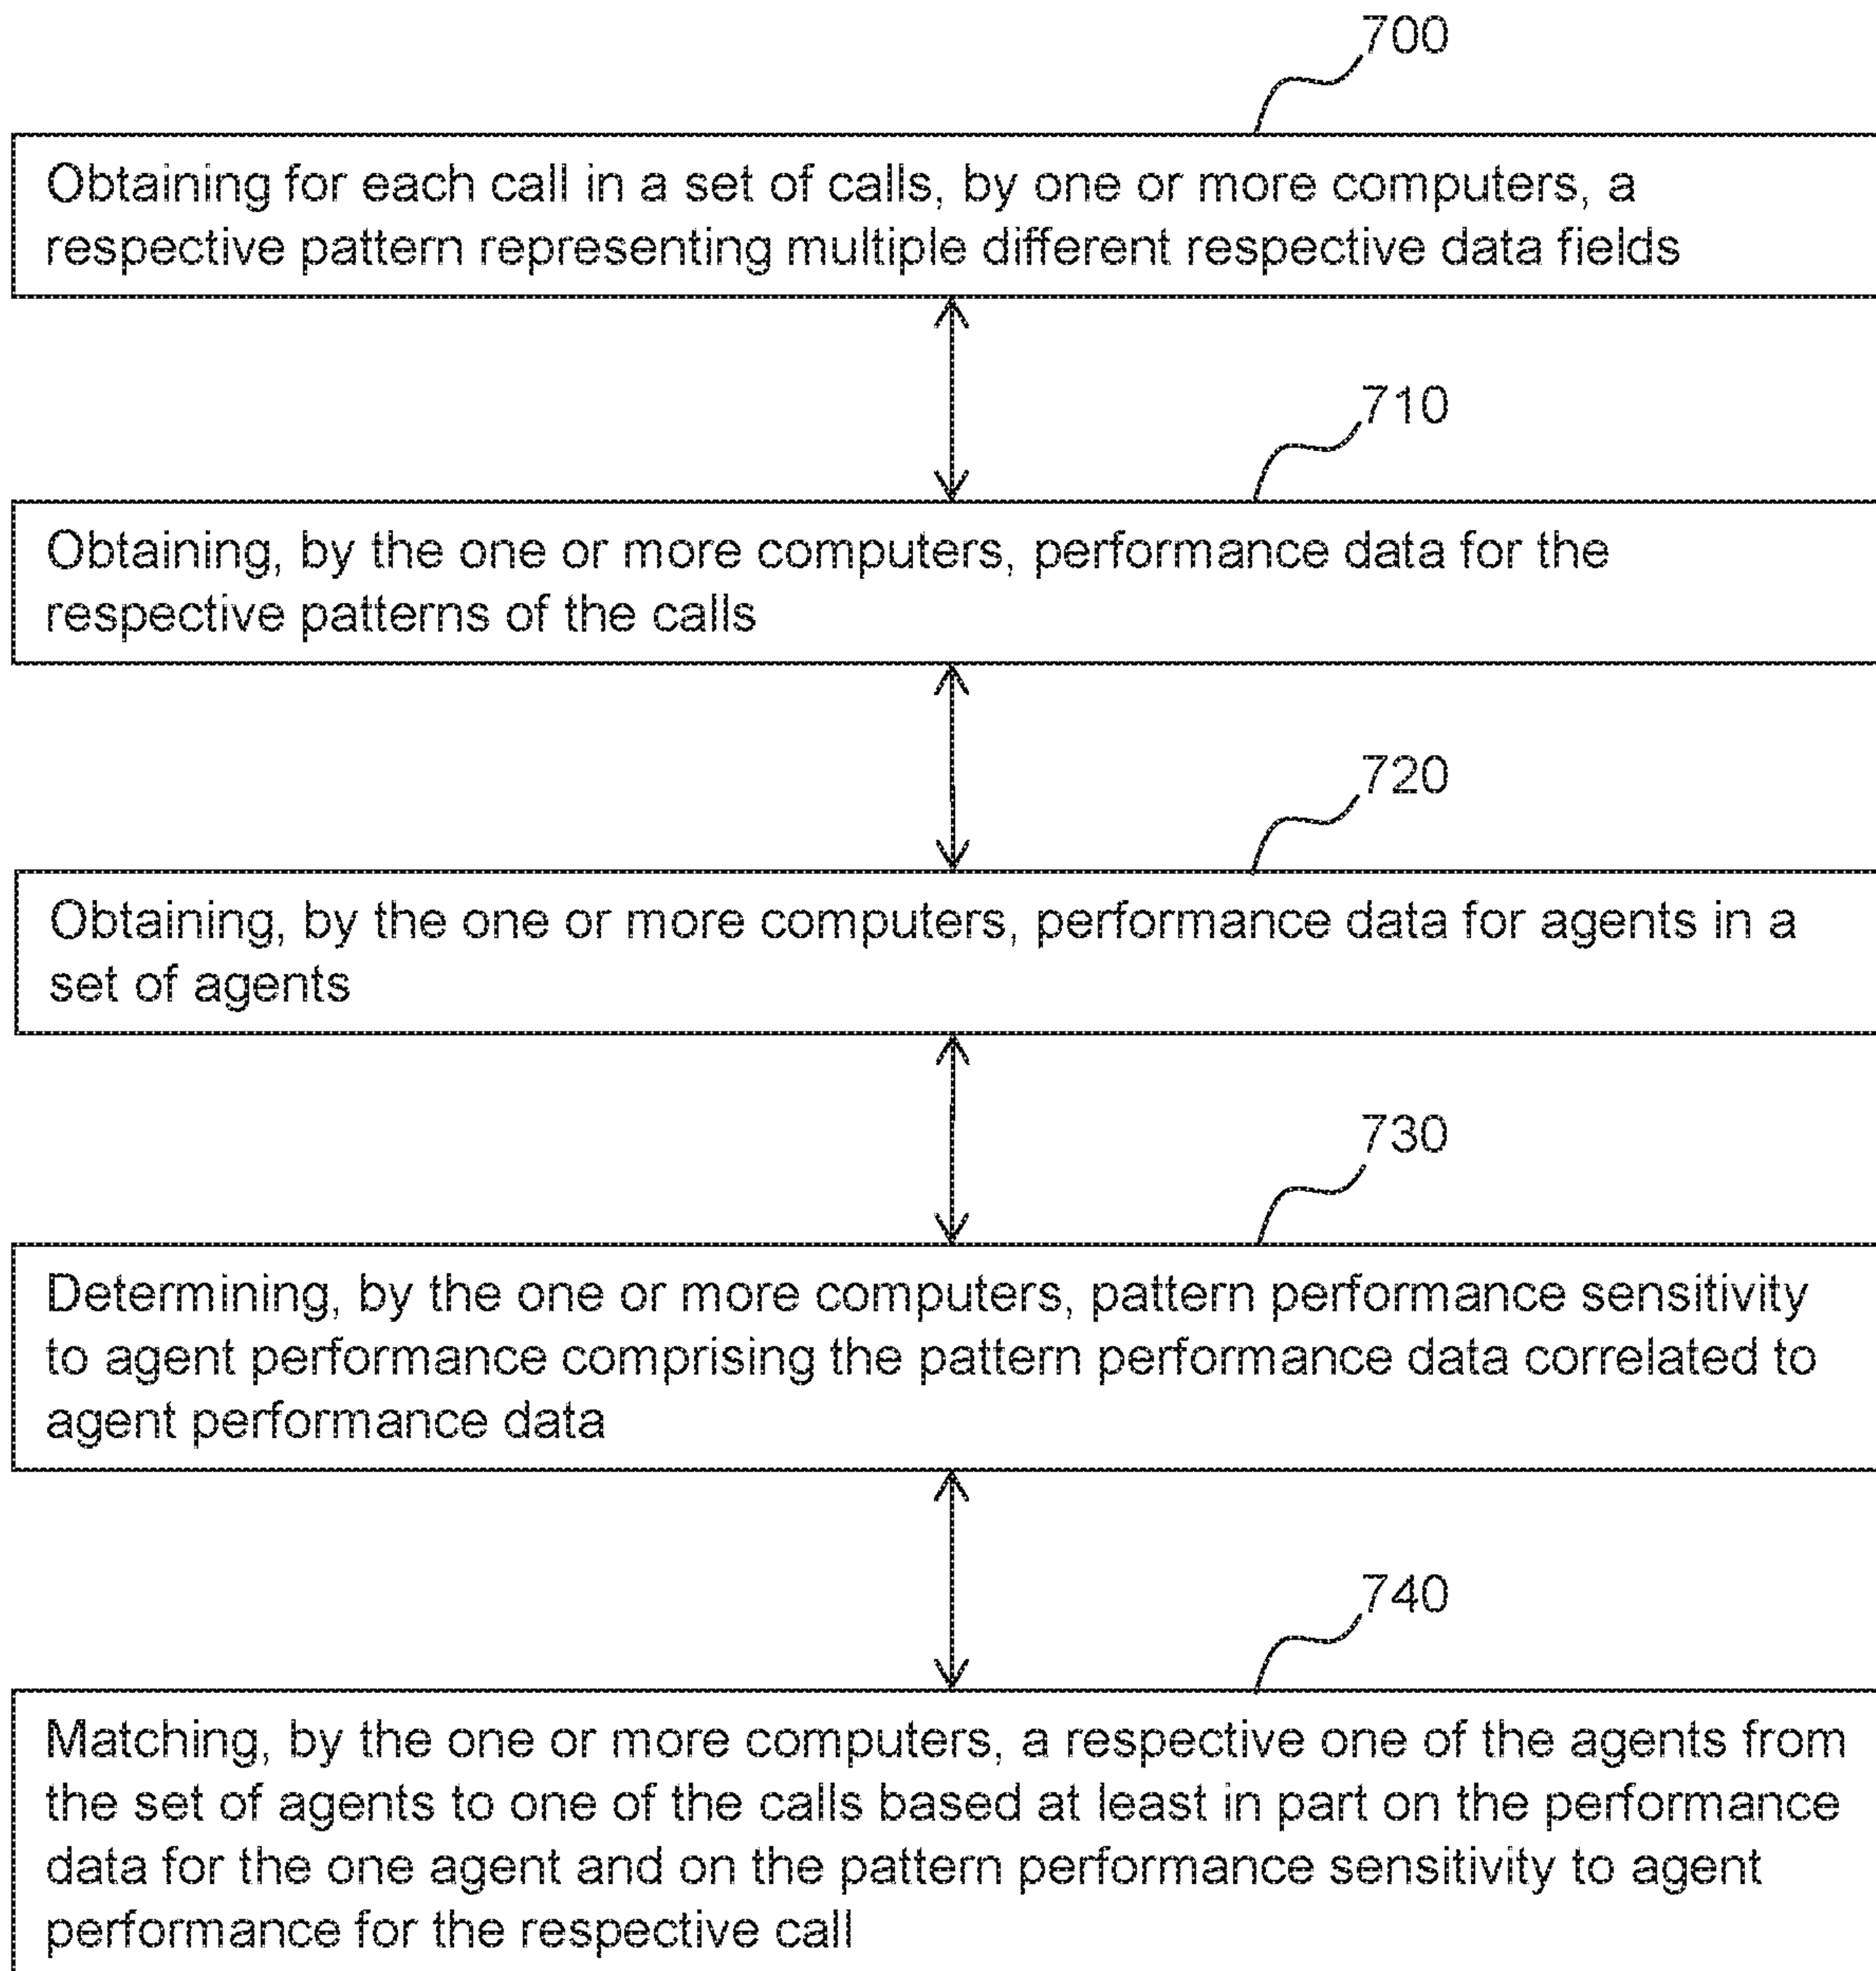 700
Obtaining for each call in a set of calls, by one or more computers, a
respective pattern representing multiple different respective data fields
710
Obtaining, by the one or more computers, performance data for the
respective patterns of the calls
720
Obtaining, by the one or more computers, performance data for agents in a
set of agents
730
Determining, by the one or more computers, pattern performance sensitivity
to agent performance comprising the pattern performance data correlated to
agent performance data
740
Matching, by the one or more computers, a respective one of the agents from
the set of agents to one of the calls based at least in part on the performance
data for the one agent and on the pattern performance sensitivity to agent
performance for the respective call